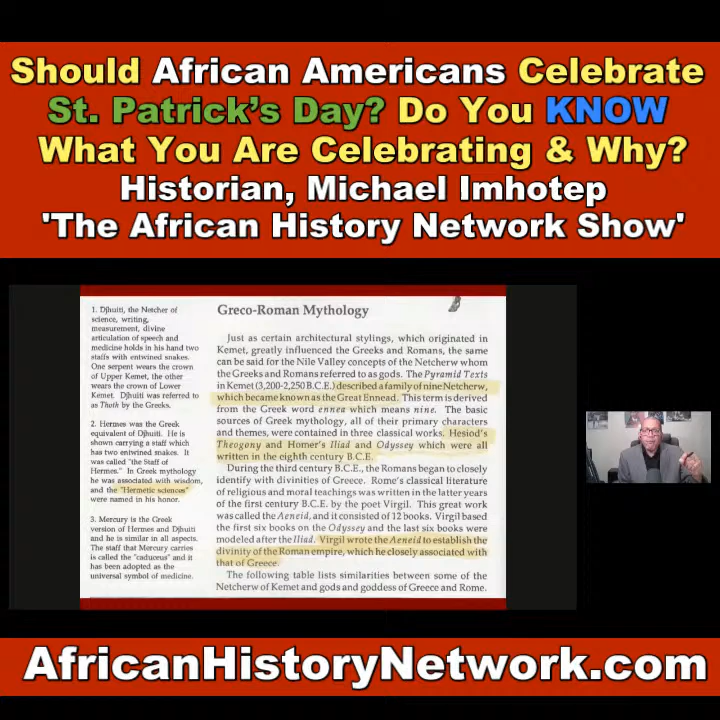 Should African Americans Celebrate
St. Patrick's Day? Do You KNOW
What You Are Celebrating & Why?
Historian, Michael Imhotep
'The African History Network Show'
1. Djhuiti, the Netcher of
science, writing,
measurement, divine
articulation of speech and
medicine holds in his hand two
staffs with entwined snakes.
One serpent wears the crown
of Upper Kemet, the other
wears the crown of Lower
Kemet. Djhuiti was referred to
as Thoth by the Greeks.
2. Hermes was the Greek
equivalent of Djhuiti. He is
shown carrying a staff which
has two entwined snakes. It
was called "the Staff of
Hermes." In Greek mythology
he was associated with wisdom,
and the "Hermetic sciences"
were named in his honor.
3. Mercury is the Greek
version of Hermes and Djhuiti
and he is similar in all aspects.
The staff that Mercury carries
is called the "caduceus" and it
has been adopted as the
universal symbol of medicine.
Greco-Roman Mythology
Just as certain architectural stylings, which originated in
Kemet, greatly influenced the Greeks and Romans, the same
can be said for the Nile Valley concepts of the Netcherw whom
the Greeks and Romans referred to as gods. The Pyramid Texts
in Kemet (3,200-2,250 B.C.E.) described a family of nine Netcherw,
which became known as the Great Ennead. This term is derived
from the Greek word ennea which means nine. The basic
sources of Greek mythology, all of their primary characters
and themes, were contained in three classical works. Hesiod's
Theogony and Homer's Iliad and Odyssey which were all
written in the eighth century B.C.E.
During the third century B.C.E., the Romans began to closely
identify with divinities of Greece. Rome's classical literature
of religious and moral teachings was written in the latter years
of the first century B.C.E. by the poet Virgil. This great work
was called the Aeneid, and it consisted of 12 books. Virgil based
the first six books on the Odyssey and the last six books were
modeled after the Iliad. Virgil wrote the Aeneid to establish the
divinity of the Roman empire, which he closely associated with
that of Greece.
The following table lists similarities between some of the
Netcherw of Kemet and gods and goddess of Greece and Rome.
AfricanHistoryNetwork.com